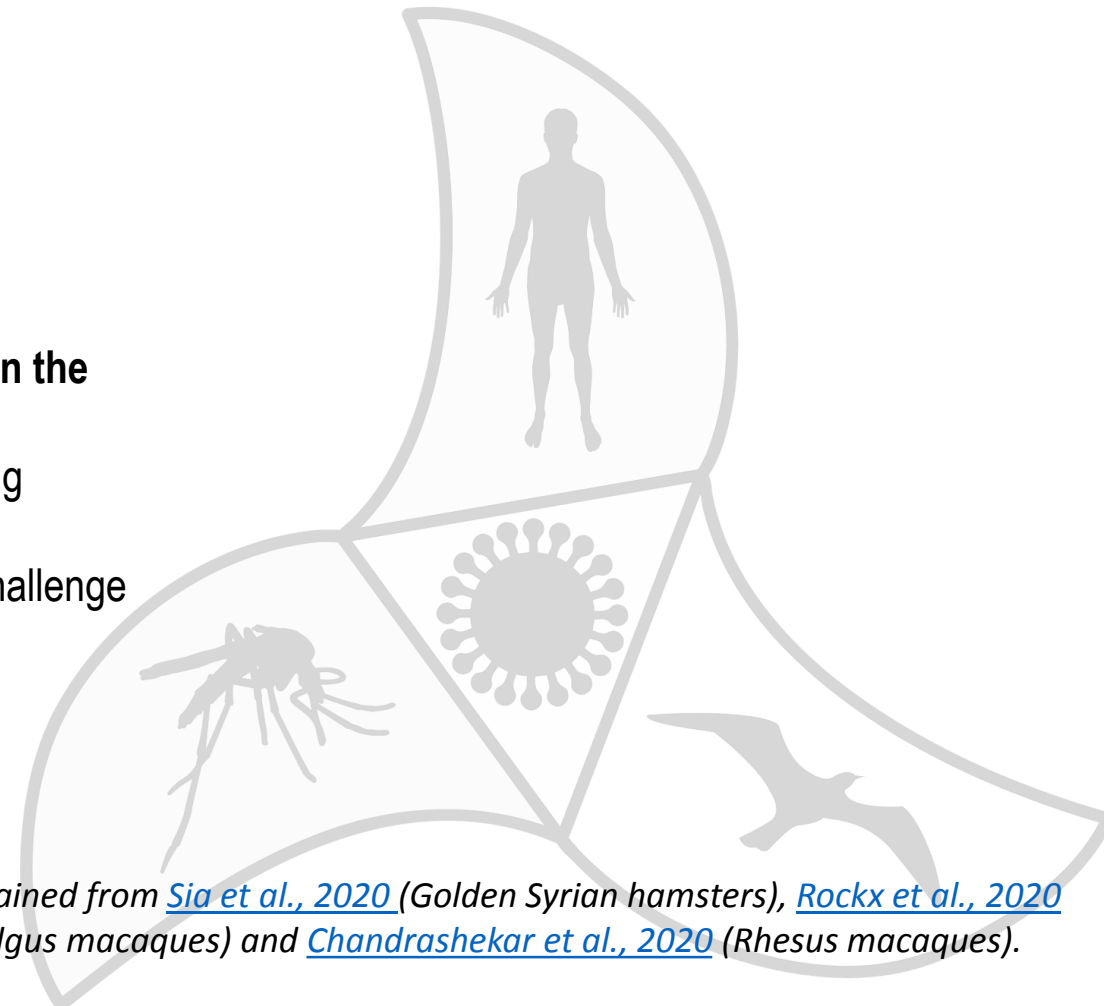 n the
g
hallenge
ained from Sia et al., 2020 (Golden Syrian hamsters), Rockx et al., 2020
lgus macaques) and Chandrashekar et al., 2020 (Rhesus macaques).